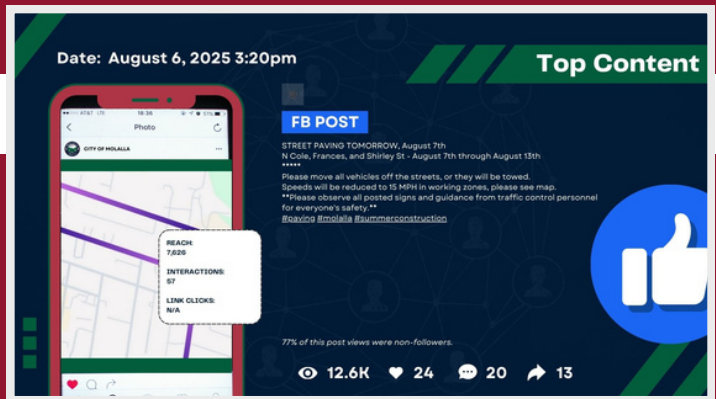 Date: August 6, 2025 3:20pm
Top Content
AT&T LTE
Photo
CITY OF MOLALLA
REACH:
7,626
INTERACTIONS:
57
LINK CLICKS:
N/A
FB POST
STREET PAVING TOMORROW, August 7th
N Cole, Frances, and Shirley St - August 7th through August 13th
*****
Please move all vehicles off the streets, or they will be towed.
Speeds will be reduced to 15 MPH in working zones, please see map.
**Please observe all posted signs and guidance from traffic control personnel
for everyone's safety.**
#paving #molalla #summerconstruction
77% of this post views were non-followers.
12.6K 24 20 13